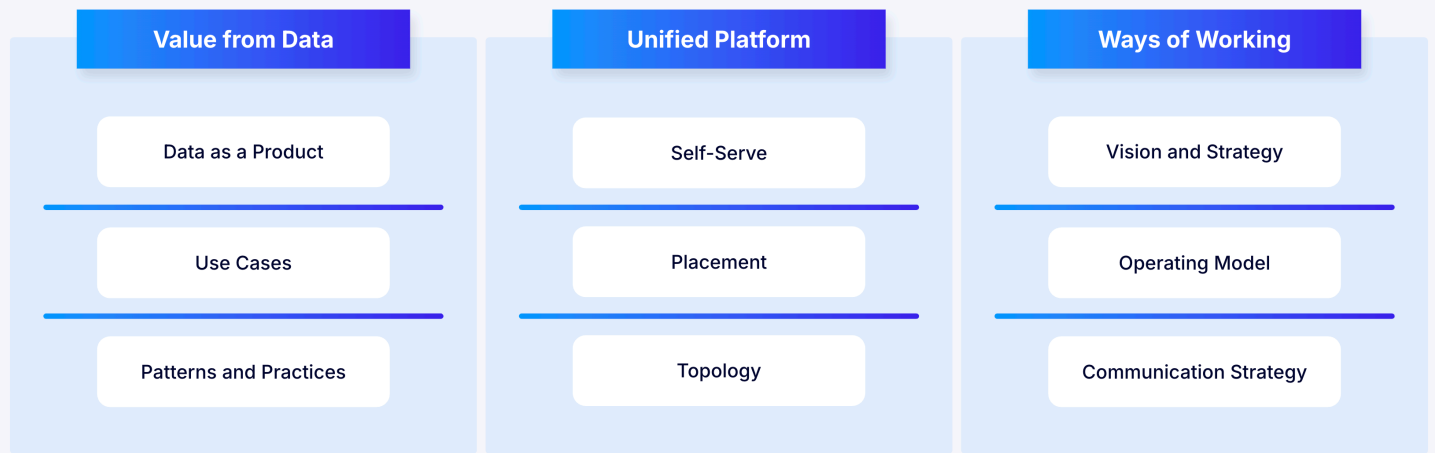 Value from Data
Data as a Product
Use Cases
Patterns and Practices
Unified Platform
Self-Serve
Placement
Topology
Ways of Working
Vision and Strategy
Operating Model
Communication Strategy